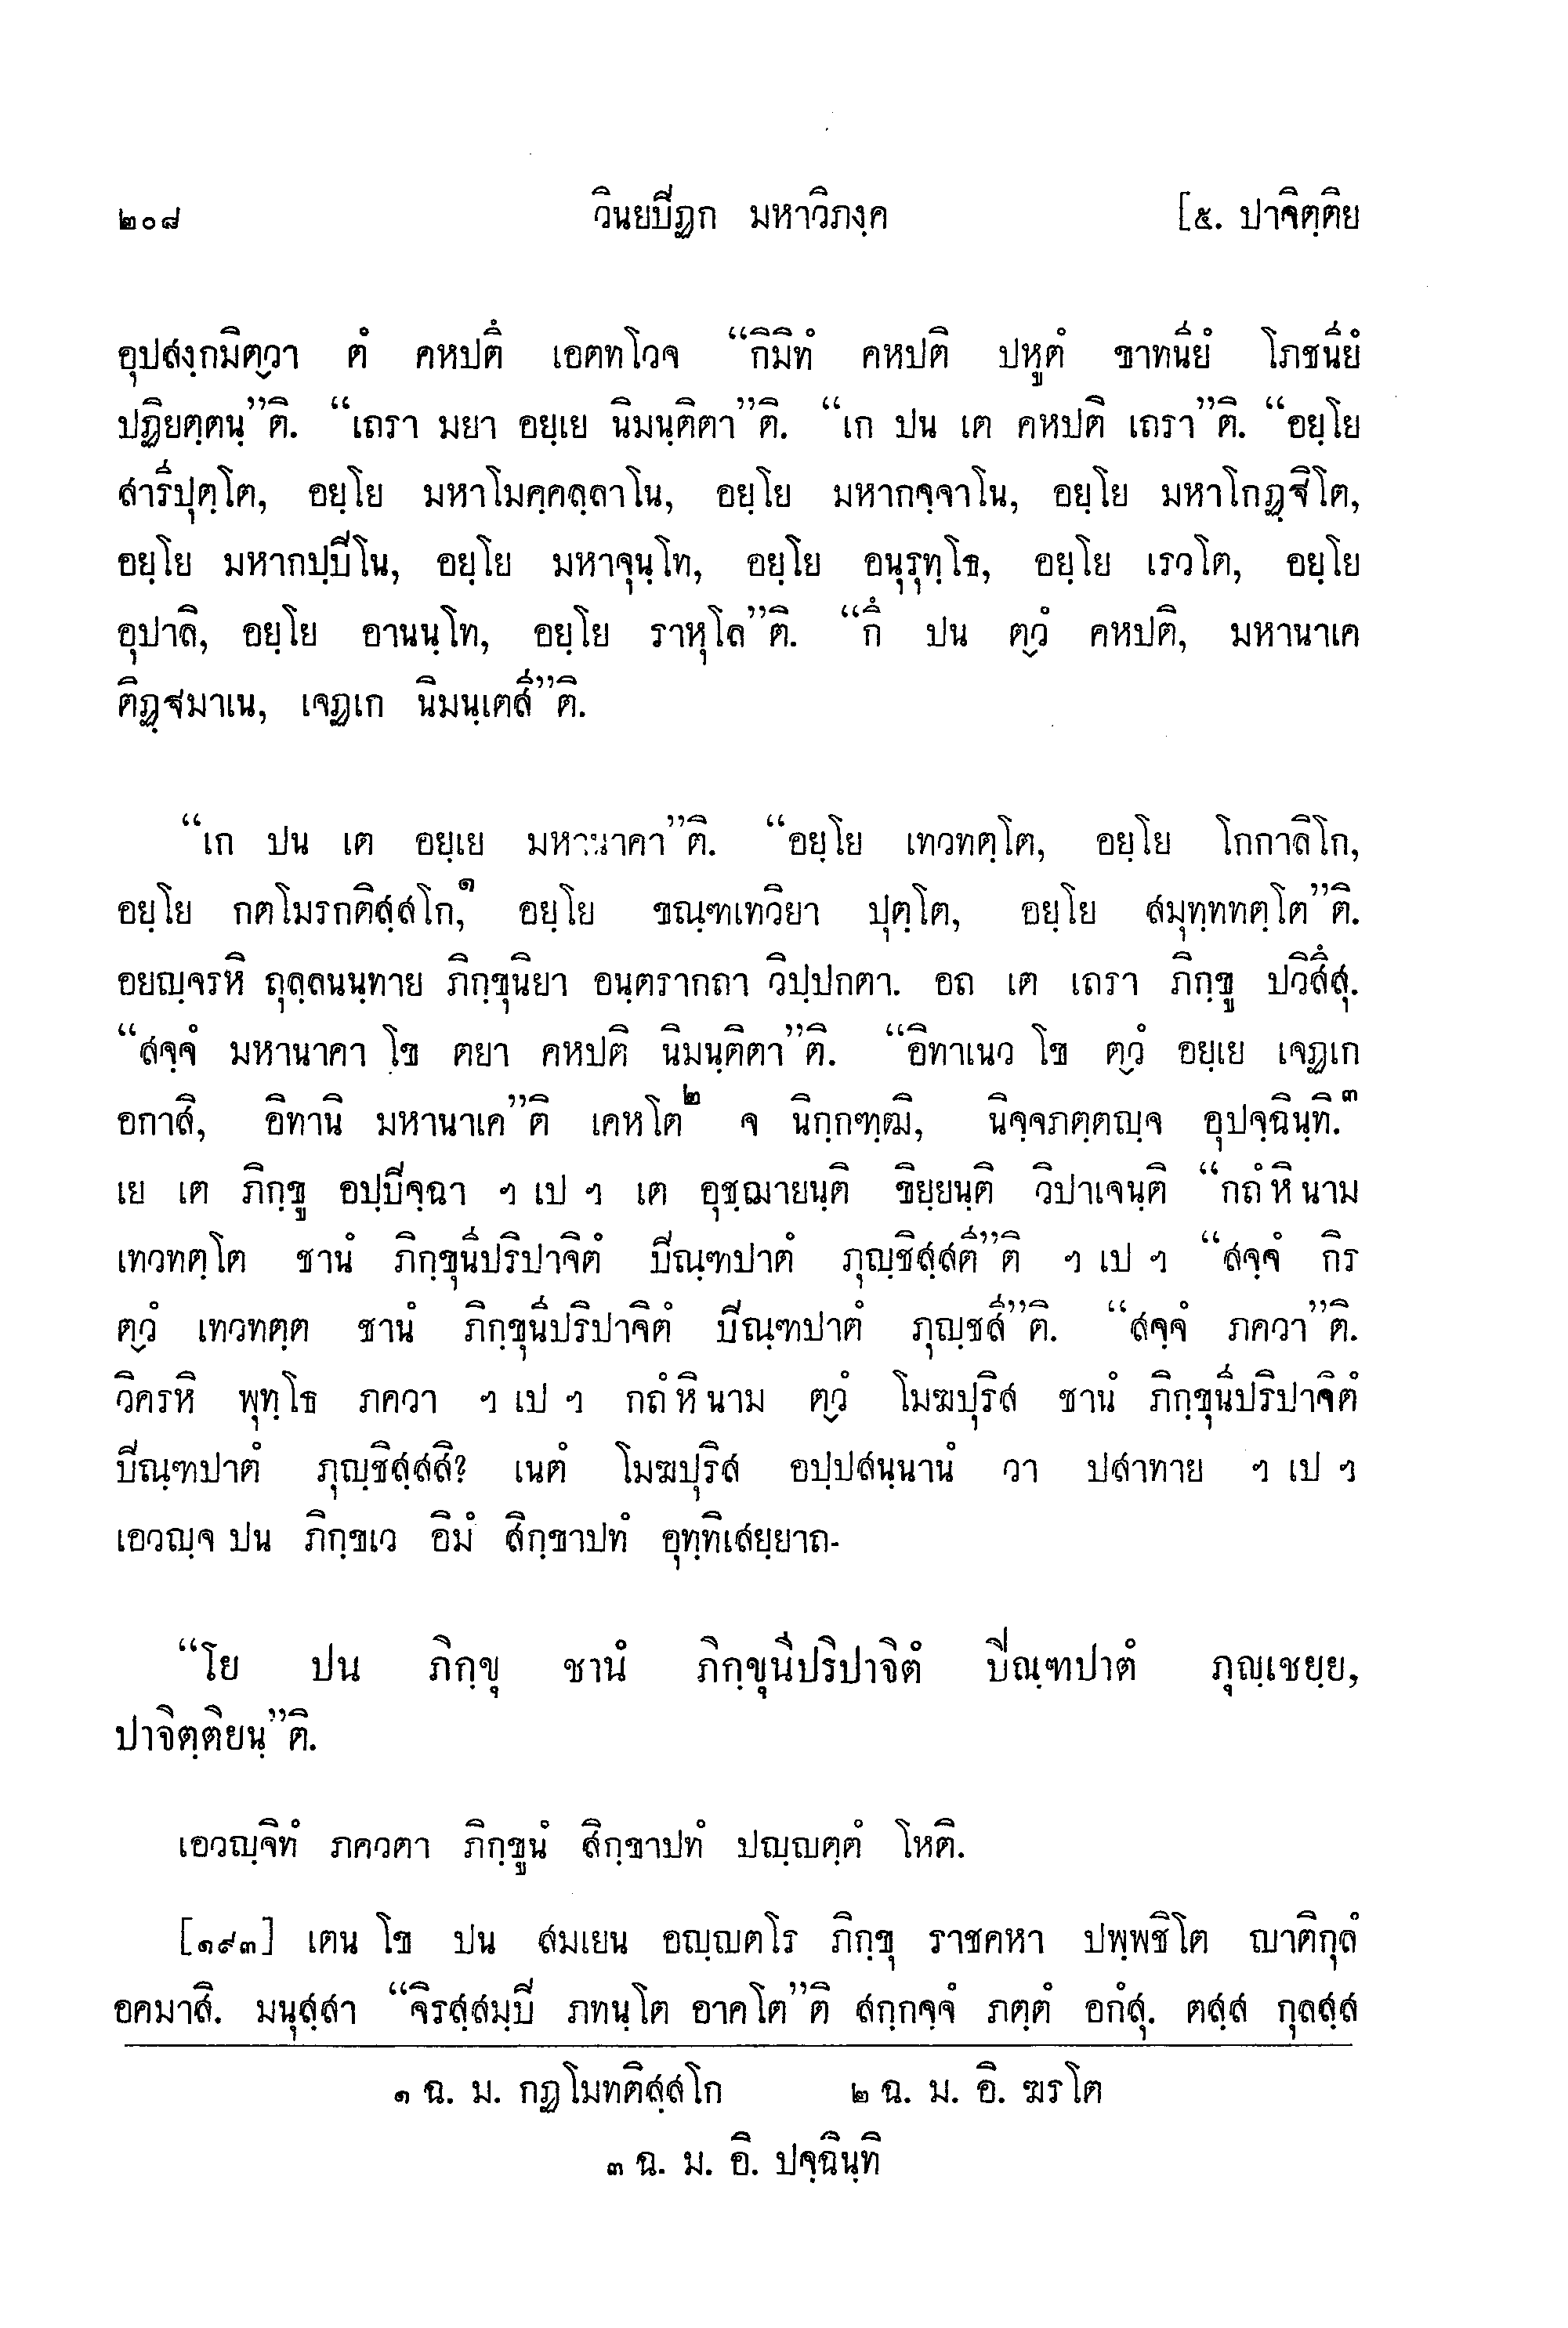 ๒๐๘ วินยปิฏก มหาวิภงฺค [๕. ปาจิตฺติย
อุปสงฺกมิตฺวา ตํ คหปตึ เอตทโวจ “กิมิทํ คหปติ ปหูตํ ขาทนียํ โภชนียํ
ปฏิยตฺตนฺ”ติ. “เถรา มยา อยฺเย นิมนฺติตา”ติ. “เก ปน เต คหปติ เถรา”ติ. “อยฺโย
สารีปุตฺโต, อยฺโย มหาโมคฺคลฺลาโน, อยฺโย มหากจฺจาโน, อยฺโย มหาโกฏฺฐิโต,
อยฺโย มหากปฺปิโน, อยฺโย มหาจุนฺโท, อยฺโย อนุรุทฺโธ, อยฺโย เรวโต, อยฺโย
อุปาลิ, อยฺโย อานนฺโท, อยฺโย ราหุโล”ติ. “กึ ปน ตฺวํ คหปติ, มหานาเค
ติฏฺฐมาเน, เจฏเก นิมนฺเตสี”ติ.
“เก ปน เต อยฺเย มหานาคา”ติ. “อยฺโย เทวทตฺโต, อยฺโย โกกาลิโก,
อยฺโย กตโมรกติสฺสโก,๑ อยฺโย ขณฺฑเทวิยา ปุตฺโต, อยฺโย สมุทฺททตฺโต”ติ.
อยญฺจรหิ ถุลฺลนนฺทาย ภิกฺขุนิยา อนฺตรากถา วิปฺปกตา. อถ เต เถรา ภิกฺขู ปวิสึสุ.
“สจฺจํ มหานาคา โข ตยา คหปติ นิมนฺติตา”ติ. “อิทาเนว โข ตฺวํ อยฺเย เจฏเก
อกาสิ, อิทานิ มหานาเค”ติ เคหโต๒ จ นิกฺกฑฺฒิ, นิจฺจภตฺตญฺจ อุปจฺฉินฺทิ.๓
เย เต ภิกฺขู อปฺปิจฺฉา ฯ เป ฯ เต อุชฺฌายนฺติ ขิยฺยนฺติ วิปาเจนฺติ “กถํ หิ นาม
เทวทตฺโต ชานํ ภิกฺขุนีปริปาจิตํ ปิณฺฑปาตํ ภุญฺชิสฺสตี”ติ ฯ เป ฯ “สจฺจํ กิร
ตฺวํ เทวทตฺต ชานํ ภิกฺขุนีปริปาจิตํ ปิณฺฑปาตํ ภุญฺชสี”ติ. “สจฺจํ ภควา”ติ.
วิครหิ พุทฺโธ ภควา ฯ เป ฯ กถํ หิ นาม ตฺวํ โมฆปุริส ชานํ ภิกฺขุนีปริปาจิตํ
ปิณฺฑปาตํ ภุญฺชิสฺสสิ? เนตํ โมฆปุริส อปฺปสนฺนานํ วา ปสาทาย ฯ เป ฯ
เอวญฺจ ปน ภิกฺขเว อิมํ สิกฺขาปทํ อุทฺทิเสยฺยาถ-
“โย ปน ภิกฺขุ ชานํ ภิกฺขุนีปริปาจิตํ ปิณฺฑปาตํ ภุญฺเชยฺย,
ปาจิตฺติยนฺ”ติ.
เอวญฺจิทํ ภควตา ภิกฺขูนํ สิกฺขาปทํ ปญฺญตฺตํ โหติ.
[๑๙๓] เตน โข ปน สมเยน อญฺญตโร ภิกฺขุ ราชคหา ปพฺพชิโต ญาติกุลํ
อคมาสิ. มนุสฺสา “จิรสฺสมฺปิ ภทนฺโต อาคโต”ติ สกฺกจฺจํ ภตฺตํ อกํสุ. ตสฺส กุลสฺส
๑ ฉ. ม. กฏโมทติสฺสโก ๒ ฉ. ม. อิ. ฆรโต
๓ ฉ. ม. อิ. ปจฺฉินฺทิ